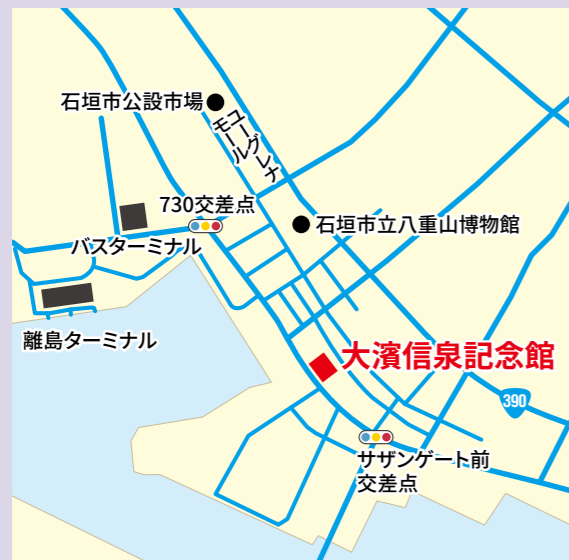 石垣市公設市場
ユーグレナ
モール
730交差点
石垣市立八重山博物館
バスターミナル
離島ターミナル
大濱信泉記念館
390
サザンゲート前
交差点